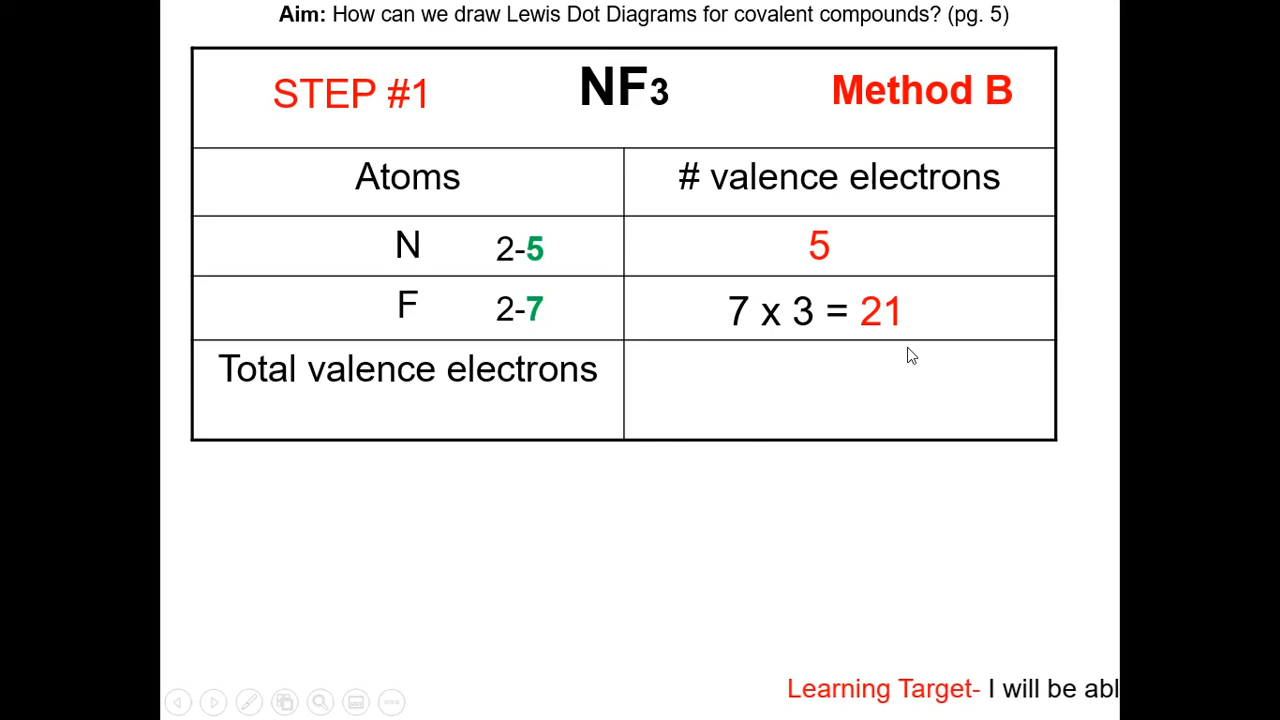 Aim: How can we draw Lewis Dot Diagrams for covalent compounds? (pg. 5)
STEP #1 NF3 Method B
Atoms # valence electrons
N 2-5 5
F 2-7 7 x 3 = 21
Total valence electrons
Learning Target- I will be abl